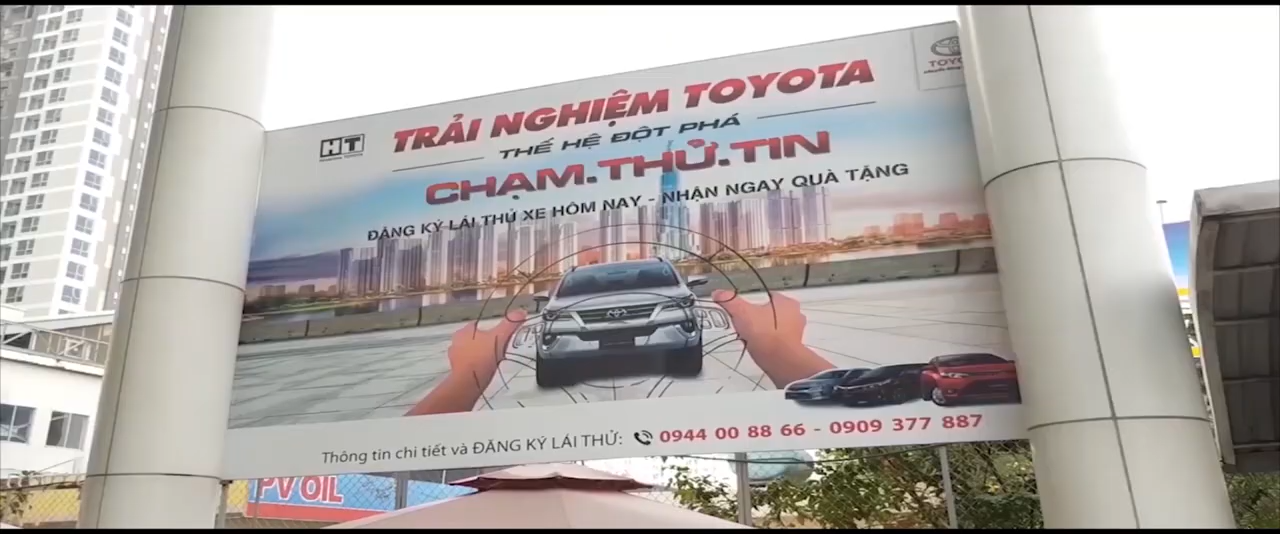 TRẢI NGHIỆM TOYOTA
THẾ HỆ ĐỘT PHÁ
CHẠM.THỬ.TIN
ĐĂNG KÝ LÁI THỬ XE HÔM NAY - NHẬN NGAY QUÀ TẶNG
HT
Thông tin chi tiết và ĐĂNG KÝ LÁI THỬ: 0944 00 88 66 - 0909 377 887
PV OIL